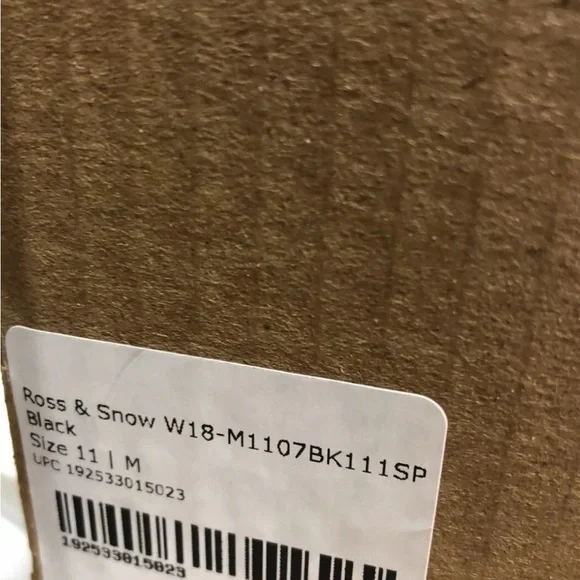 Ross & Snow W18-M1107BK111SP
Black
Size 11 | M
UPC 192533015023
192533015023